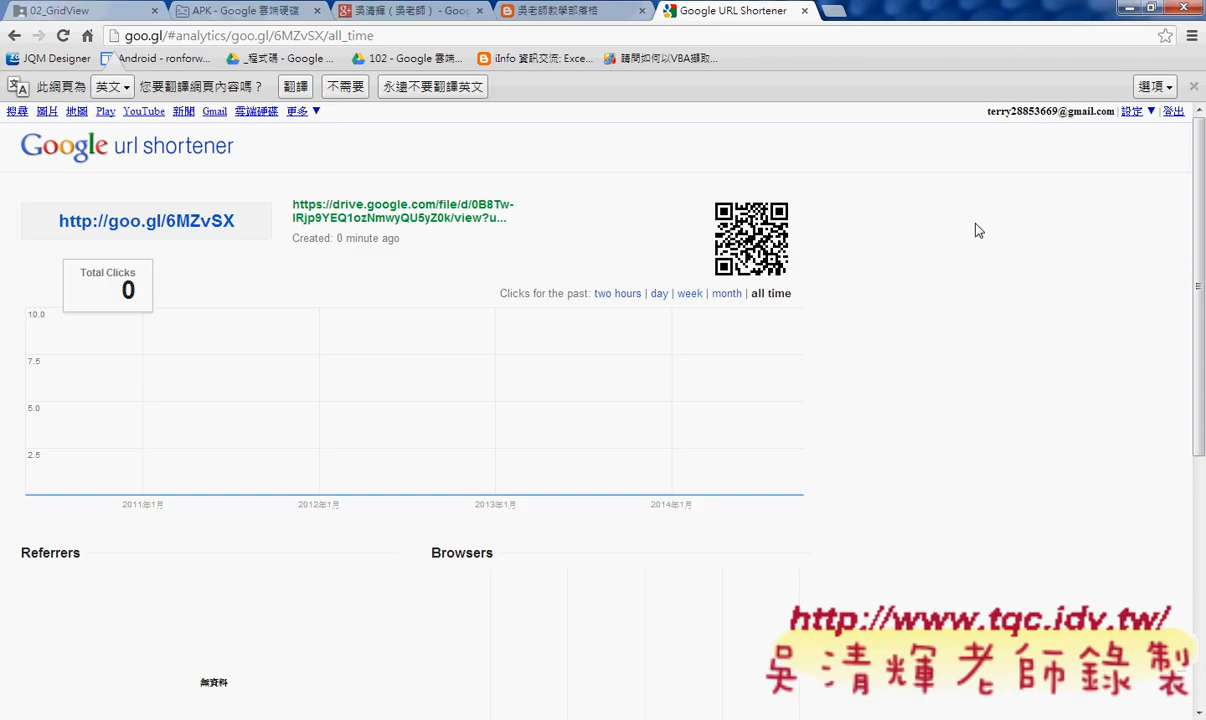 02_GridView
APK - Google 雲端硬碟
吳清輝（吳老師） - Goo
吳老師教學部落格
Google URL Shortener
goo.gl/#analytics/goo.gl/6MZvSX/all_time
JQM Designer
Android - ronforw...
_程式碼 - Google ...
102 - Google 雲端...
iInfo 資訊交流: Exce...
請問如何以VBA擷取...
此網頁為
英文
您要翻譯網頁內容嗎？
翻譯
不需要
永遠不要翻譯英文
選項
搜尋 圖片 地圖 Play YouTube 新聞 Gmail 雲端硬碟 更多 ▼
terry28853669@gmail.com | 設定 ▼ | 登出
Google url shortener
http://goo.gl/6MZvSX
https://drive.google.com/file/d/0B8Tw-
lRjp9YEQ1ozNmwyQU5yZ0k/view?u...
Created: 0 minute ago
Total Clicks
0
Clicks for the past: two hours | day | week | month | all time
10.0
7.5
5.0
2.5
2011年1月
2012年1月
2013年1月
2014年1月
Referrers
Browsers
無資料
http://www.tqc.idv.tw/
吳清輝老師錄製